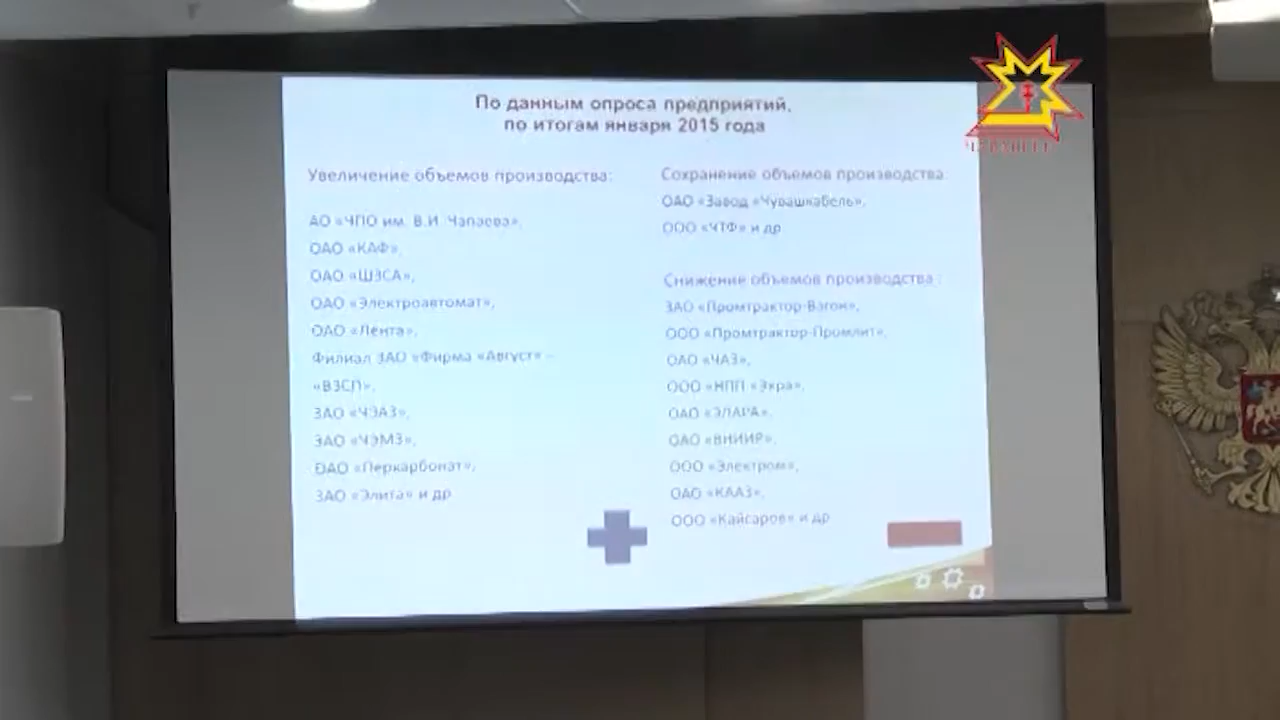 По данным опроса предприятий,
по итогам января 2015 года
Увеличение объемов производства:
АО «ЧПО им. В.И. Чапаева»,
ОАО «КАФ»,
ОАО «ШЗСА»,
ОАО «Электроавтомат»,
ОАО «Лента»,
Филиал ЗАО «Фирма «Август» –
«ВЗСП»,
ЗАО «ЧЭАЗ»,
ЗАО «ЧЭМЗ»,
ОАО «Перкарбонат»,
ЗАО «Элита» и др
Сохранение объемов производства:
ОАО «Завод «Чувашкабель»,
ООО «ЧТФ» и др
Снижение объемов производства :
ЗАО «Промтрактор-Вагон»,
ООО «Промтрактор-Промлит»,
ОАО «ЧАЗ»,
ООО «НПП «Экра»,
ОАО «ЭЛАРА»,
ОАО «ВНИИР»,
ООО «Электром»,
ОАО «КААЗ»,
ООО «Кайсаров» и др